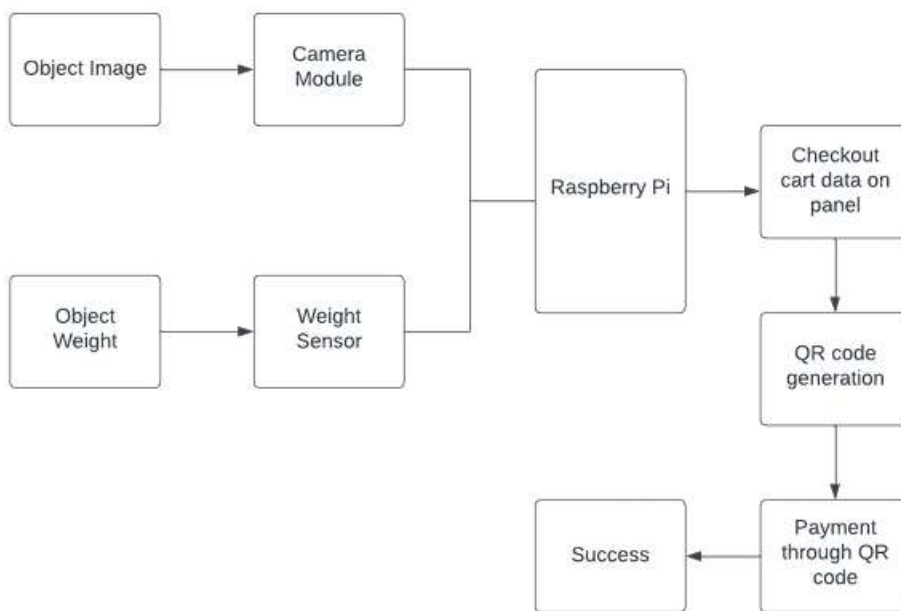 Object Image
Camera
Module
Raspberry Pi
Checkout
cart data on
panel
Object
Weight
Weight
Sensor
QR code
generation
Success
Payment
through QR
code